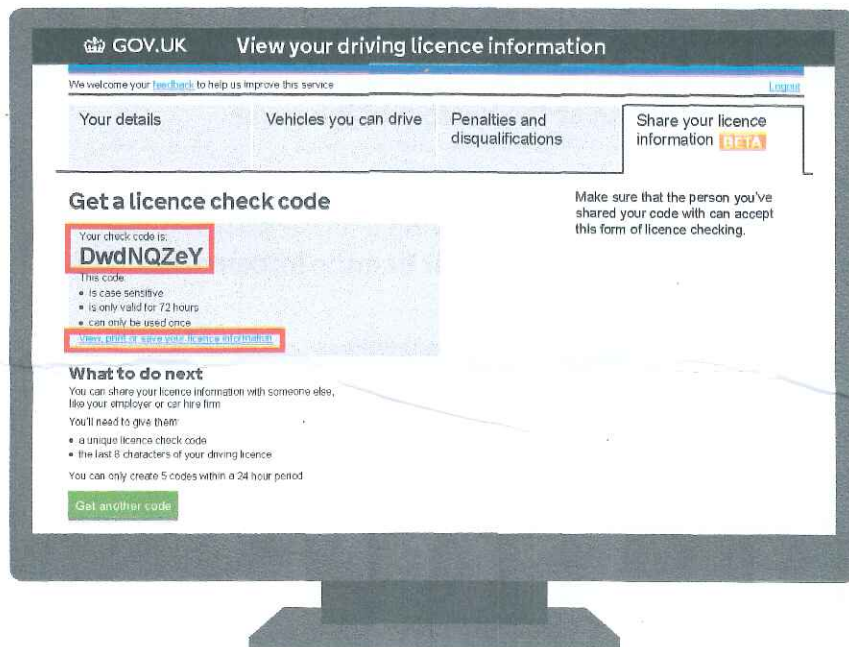 GOV.UK View your driving licence information
We welcome your feedback to help us improve this service
Logout
Your details
Vehicles you can drive
Penalties and
disqualifications
Share your licence
information BETA
Get a licence check code
Your check code is:
DwdNQZeY
This code
• is case sensitive
• is only valid for 72 hours
• can only be used once
View, print or save your licence information
Make sure that the person you've
shared your code with can accept
this form of licence checking.
What to do next
You can share your licence information with someone else,
like your employer or car hire firm
You'll need to give them
• a unique licence check code
• the last 8 characters of your driving licence
You can only create 5 codes within a 24 hour period
Get another code